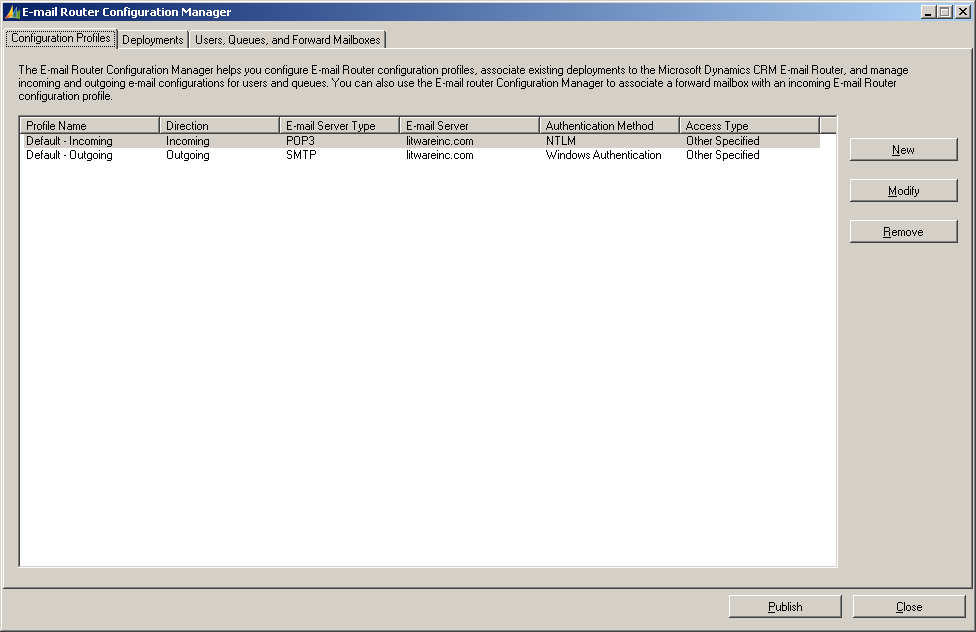 E-mail Router Configuration Manager
Configuration Profiles Deployments Users, Queues, and Forward Mailboxes
The E-mail Router Configuration Manager helps you configure E-mail Router configuration profiles, associate existing deployments to the Microsoft Dynamics CRM E-mail Router, and manage
incoming and outgoing e-mail configurations for users and queues. You can also use the E-mail router Configuration Manager to associate a forward mailbox with an incoming E-mail Router
configuration profile.
Profile Name Direction E-mail Server Type E-mail Server Authentication Method Access Type
Default - Incoming Incoming POP3 litwareinc.com NTLM Other Specified
Default - Outgoing Outgoing SMTP litwareinc.com Windows Authentication Other Specified
New
Modify
Remove
Publish Close